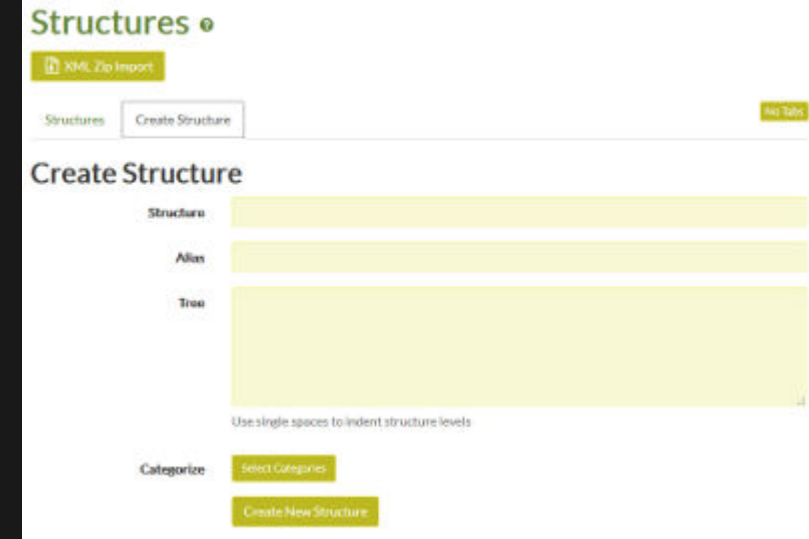 Structures
XML Zip Import
Structures Create Structure No Tabs
Create Structure
Structure
Alias
Tree
Use single spaces to indent structure levels
Categorize Select Categories
Create New Structure